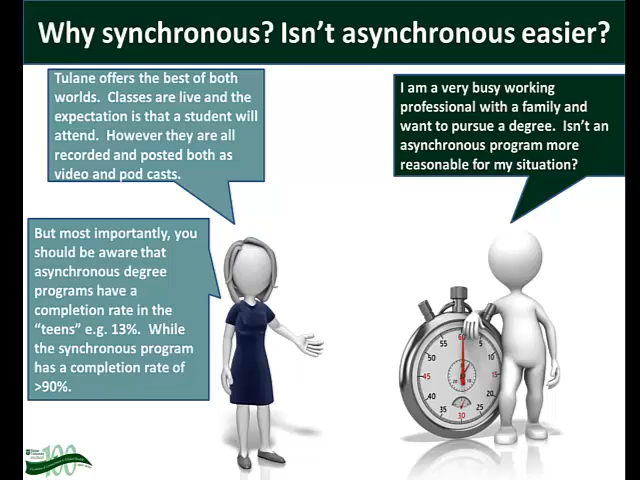 Why synchronous? Isn't asynchronous easier?
Tulane offers the best of both
worlds. Classes are live and the
expectation is that a student will
attend. However they are all
recorded and posted both as
video and pod casts.
I am a very busy working
professional with a family and
want to pursue a degree. Isn't an
asynchronous program more
reasonable for my situation?
But most importantly, you
should be aware that
asynchronous degree
programs have a
completion rate in the
“teens” e.g. 13%. While
the synchronous program
has a completion rate of
>90%.
60
55
5
50
10
45
15
40
35
30
100